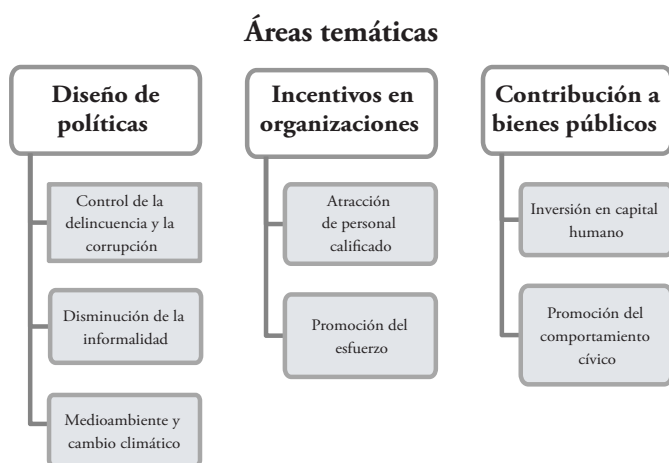 Áreas temáticas
Diseño de
políticas
Control de la
delincuencia y la
corrupción
Disminución de la
informalidad
Medioambiente y
cambio climático
Incentivos en
organizaciones
Atracción
de personal
calificado
Promoción del
esfuerzo
Contribución a
bienes públicos
Inversión en capital
humano
Promoción del
comportamiento
cívico